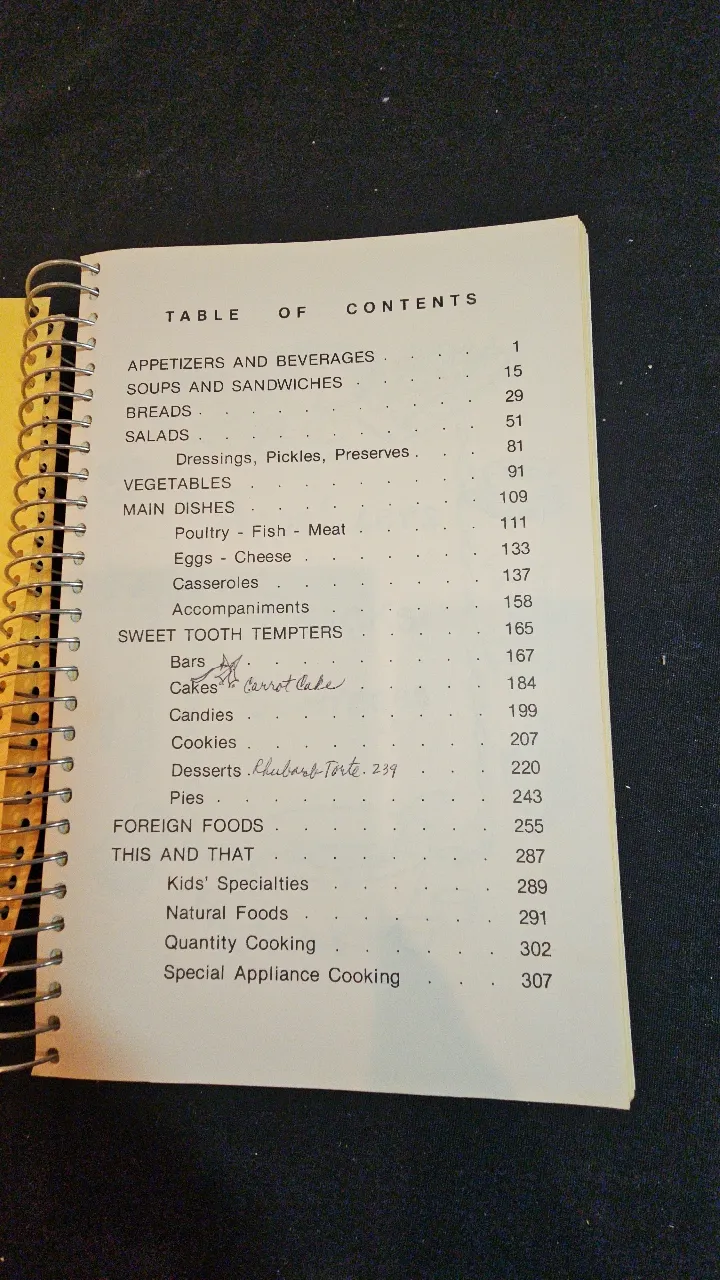 TABLE OF CONTENTS
APPETIZERS AND BEVERAGES . . . . 1
SOUPS AND SANDWICHES . . . . . 15
BREADS . . . . . . . . . . . 29
SALADS . . . . . . . . . . . 51
Dressings, Pickles, Preserves . . . 81
VEGETABLES . . . . . . . . . 91
MAIN DISHES . . . . . . . . . 109
Poultry - Fish - Meat . . . . . 111
Eggs - Cheese . . . . . . . 133
Casseroles . . . . . . . . 137
Accompaniments . . . . . . 158
SWEET TOOTH TEMPTERS . . . . . 165
Bars . . . . . . . . . 167
Cakes Carrot Cake . . . . . 184
Candies . . . . . . . . . 199
Cookies . . . . . . . . . 207
Desserts . Rhubarb Torte . 239 . . . 220
Pies . . . . . . . . . . 243
FOREIGN FOODS . . . . . . . . 255
THIS AND THAT . . . . . . . . 287
Kids' Specialties . . . . . . 289
Natural Foods . . . . . . . 291
Quantity Cooking . . . . . . 302
Special Appliance Cooking . . . 307